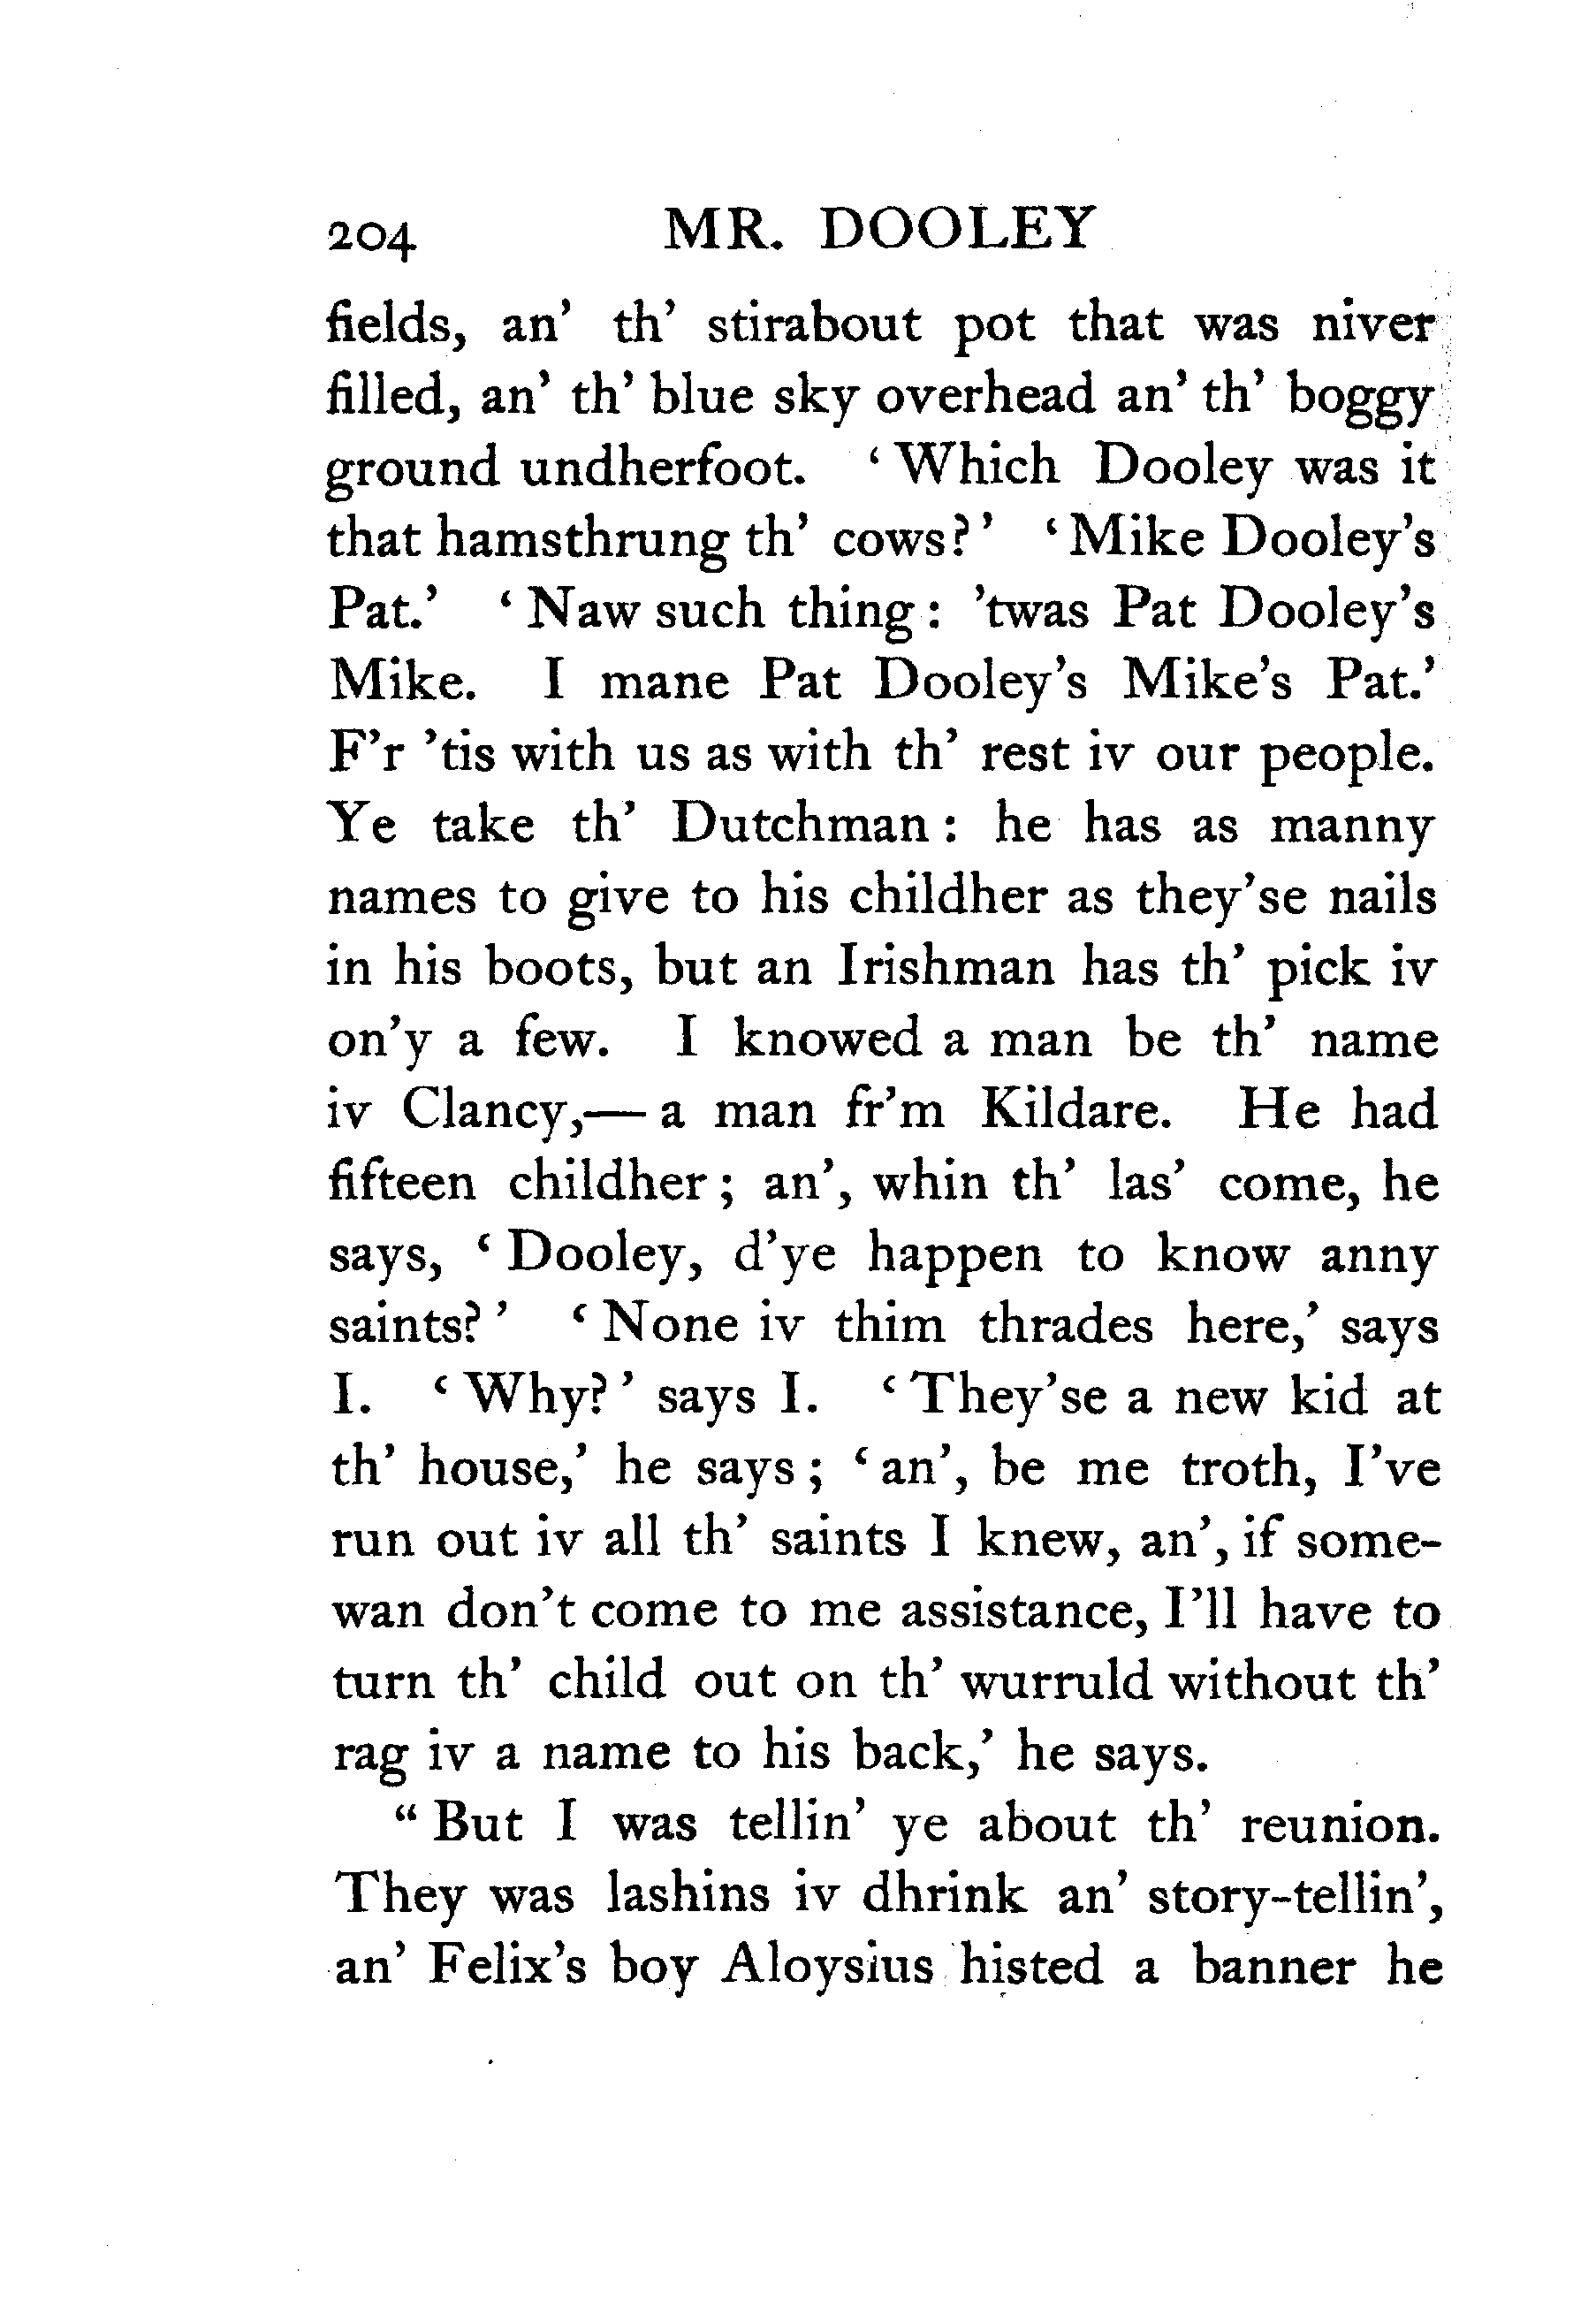 204 MR. DOOLEY
fields, an' th' stirabout pot that was niver
filled, an' th' blue sky overhead an' th' boggy
ground undherfoot. 'Which Dooley was it
that hamsthrung th' cows?' 'Mike Dooley's
Pat.' 'Naw such thing: 'twas Pat Dooley's
Mike. I mane Pat Dooley's Mike's Pat.'
F'r 'tis with us as with th' rest iv our people.
Ye take th' Dutchman: he has as manny
names to give to his childher as they'se nails
in his boots, but an Irishman has th' pick iv
on'y a few. I knowed a man be th' name
iv Clancy,—a man fr'm Kildare. He had
fifteen childher; an', whin th' las' come, he
says, 'Dooley, d'ye happen to know anny
saints?' 'None iv thim thrades here,' says
I. 'Why?' says I. 'They'se a new kid at
th' house,' he says; 'an', be me troth, I've
run out iv all th' saints I knew, an', if some-
wan don't come to me assistance, I'll have to
turn th' child out on th' wurruld without th'
rag iv a name to his back,' he says.
"But I was tellin' ye about th' reunion.
They was lashins iv dhrink an' story-tellin',
an' Felix's boy Aloysius histed a banner he